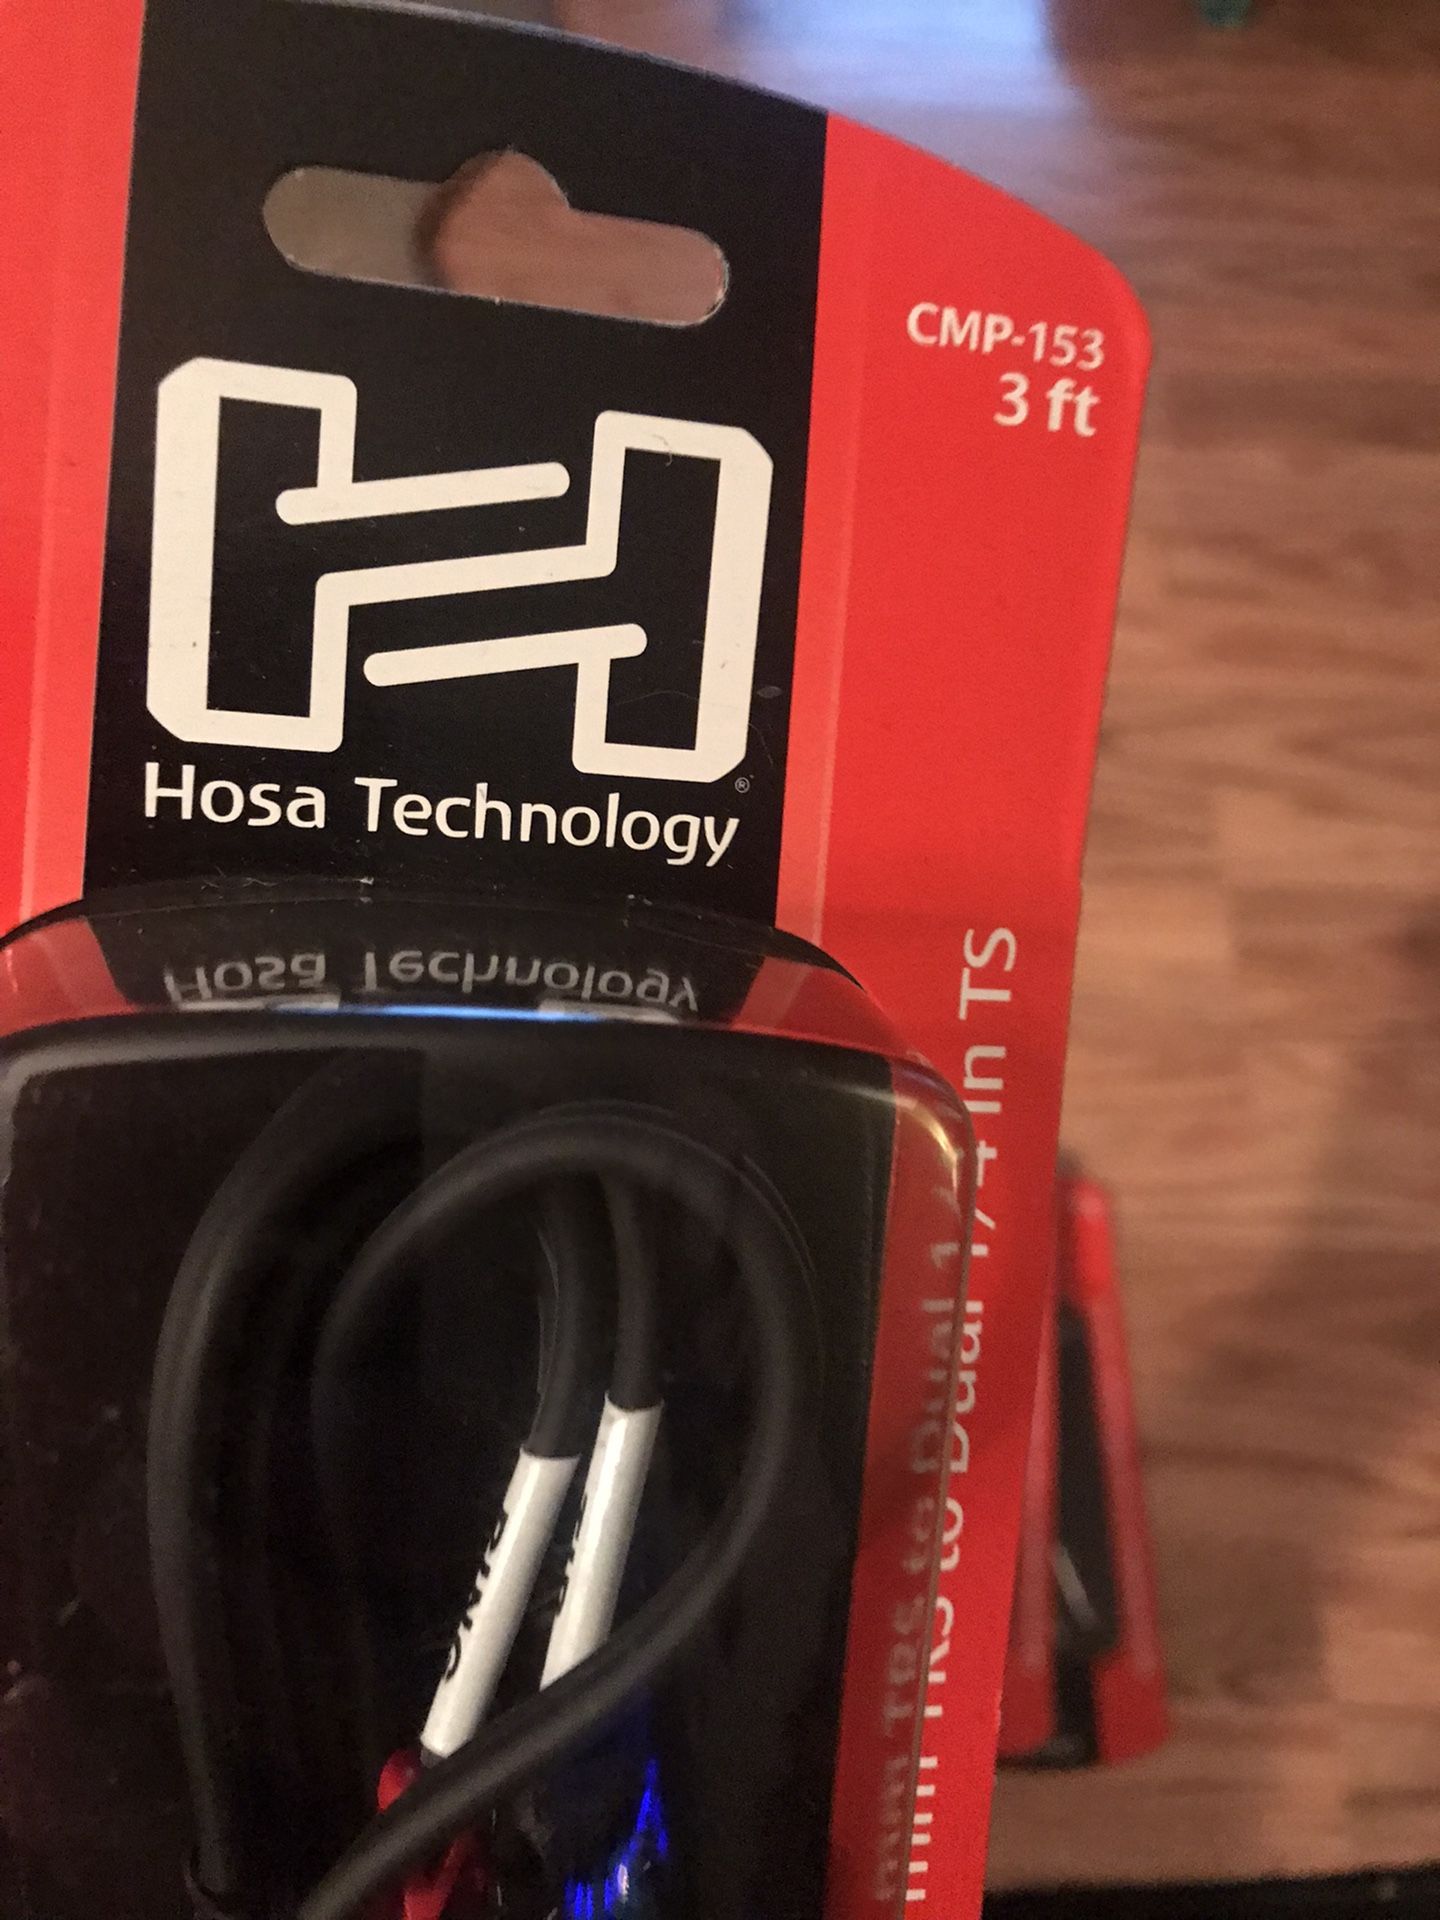 CMP-153
3 ft
Hosa Technology®
Hosa Technology
mm TRS to Dual 1/4 in TS